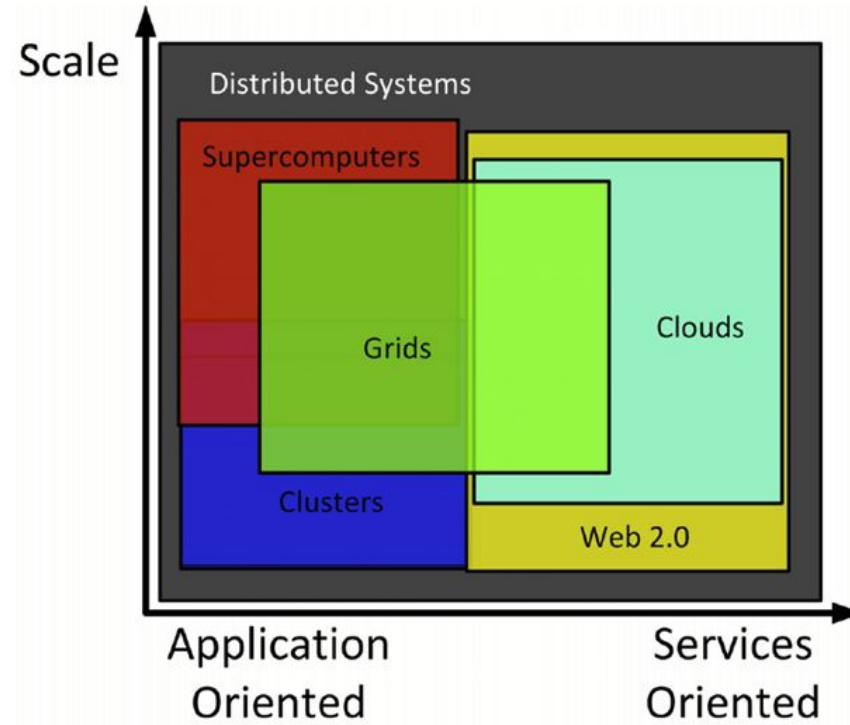 Scale
Distributed Systems
Supercomputers
Grids
Clouds
Clusters
Web 2.0
Application
Oriented
Services
Oriented